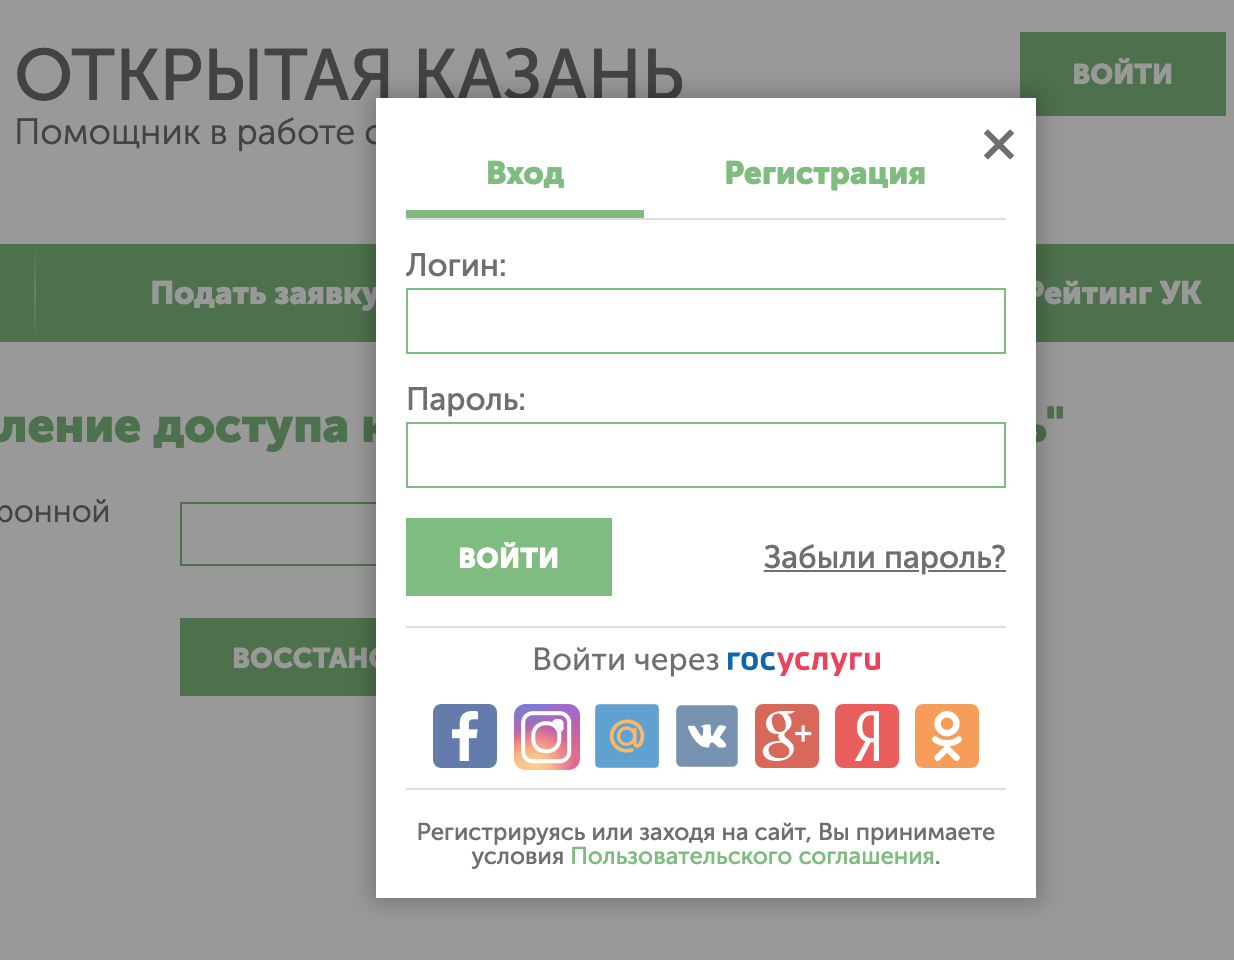 ОТКРЫТАЯ КАЗАНЬ
ВОЙТИ
Помощник в работе
Вход
Регистрация
Подать заявку
Рейтинг УК
Логин:
Пароль:
ление доступа к
ь"
ронной
ВОЙТИ
Забыли пароль?
ВОССТАНО
Войти через госуслуги
Регистрируясь или заходя на сайт, Вы принимаете
условия Пользовательского соглашения.